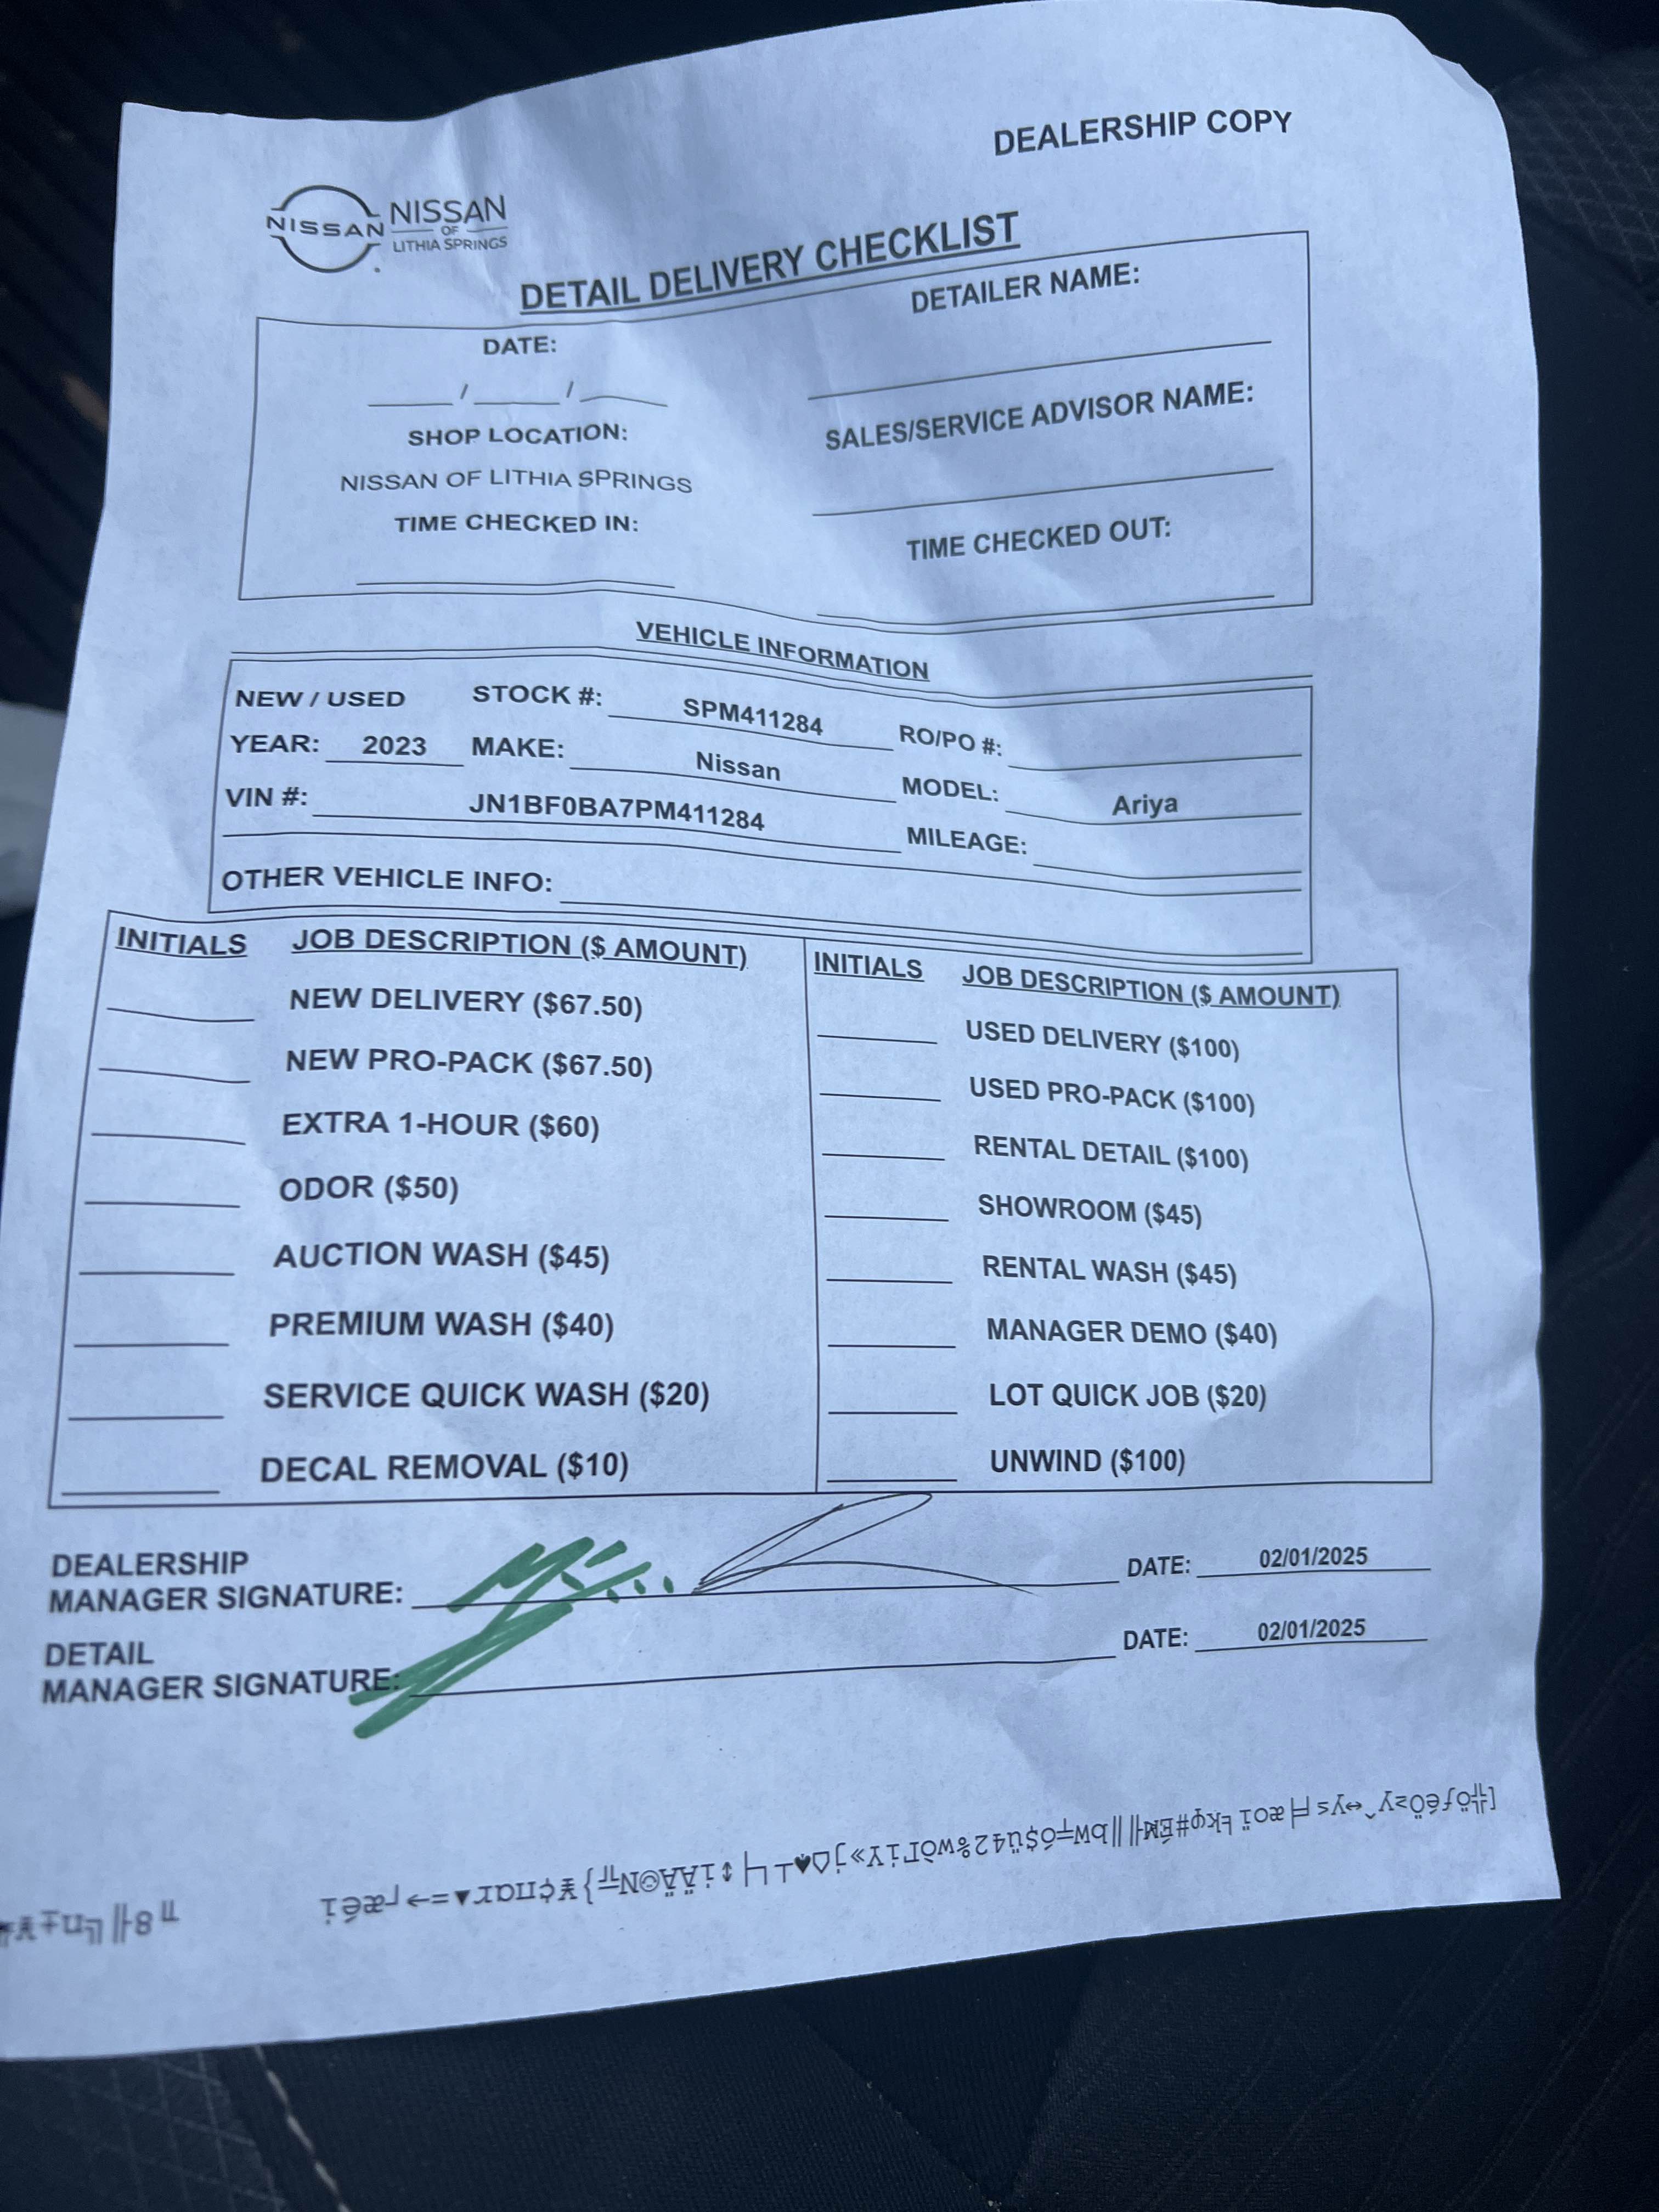 DEALERSHIP COPY
NISSAN
NISSAN
OF
LITHIA SPRINGS
DETAIL DELIVERY CHECKLIST
DATE:
DETAILER NAME:
/ /
SHOP LOCATION:
SALES/SERVICE ADVISOR NAME:
NISSAN OF LITHIA SPRINGS
TIME CHECKED IN:
TIME CHECKED OUT:
VEHICLE INFORMATION
NEW / USED STOCK #: SPM411284 RO/PO #:
YEAR: 2023 MAKE: Nissan MODEL: Ariya
VIN #: JN1BF0BA7PM411284 MILEAGE:
OTHER VEHICLE INFO:
INITIALS JOB DESCRIPTION ($ AMOUNT) INITIALS JOB DESCRIPTION ($ AMOUNT)
NEW DELIVERY ($67.50) USED DELIVERY ($100)
NEW PRO-PACK ($67.50) USED PRO-PACK ($100)
EXTRA 1-HOUR ($60) RENTAL DETAIL ($100)
ODOR ($50) SHOWROOM ($45)
AUCTION WASH ($45) RENTAL WASH ($45)
PREMIUM WASH ($40) MANAGER DEMO ($40)
SERVICE QUICK WASH ($20) LOT QUICK JOB ($20)
DECAL REMOVAL ($10) UNWIND ($100)
DEALERSHIP
MANAGER SIGNATURE: DATE: 02/01/2025
DETAIL
MANAGER SIGNATURE: DATE: 02/01/2025